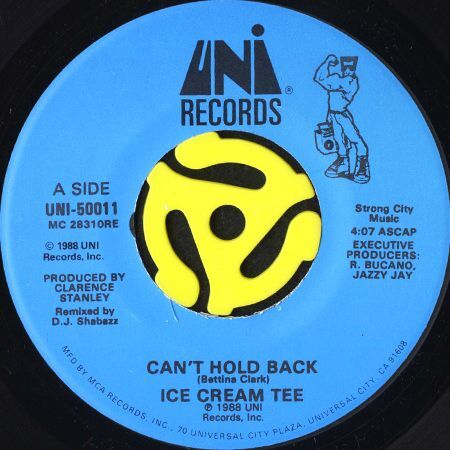 UNI®
RECORDS
A SIDE
UNI-50011
MC 28310RE
© 1988 UNI
Records, Inc.
PRODUCED BY
CLARENCE
STANLEY
Remixed by
D.J. Shabazz
Strong City
Music
4:07 ASCAP
EXECUTIVE
PRODUCERS:
R. BUCANO,
JAZZY JAY
CAN'T HOLD BACK
(Bettina Clark)
ICE CREAM TEE
℗ 1988 UNI
Records, Inc.
MFD BY MCA RECORDS, INC., 70 UNIVERSAL CITY PLAZA, UNIVERSAL CITY, CA 91608